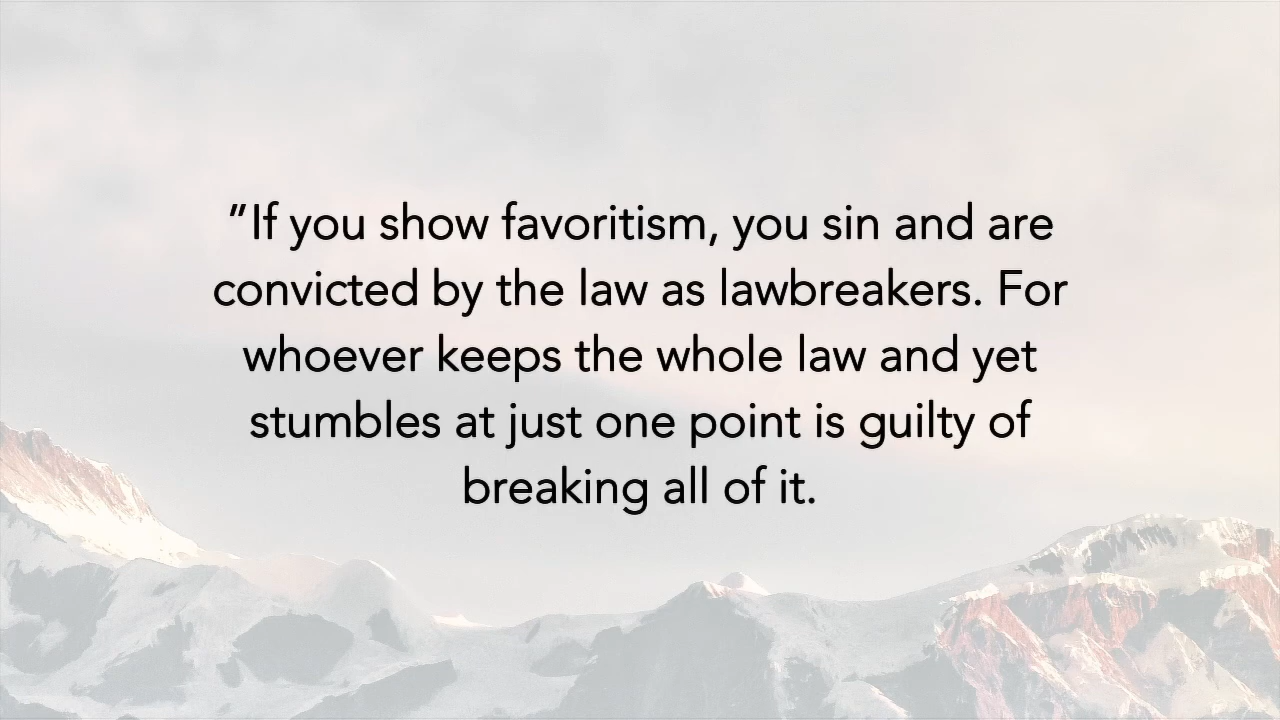 "If you show favoritism, you sin and are
convicted by the law as lawbreakers. For
whoever keeps the whole law and yet
stumbles at just one point is guilty of
breaking all of it.